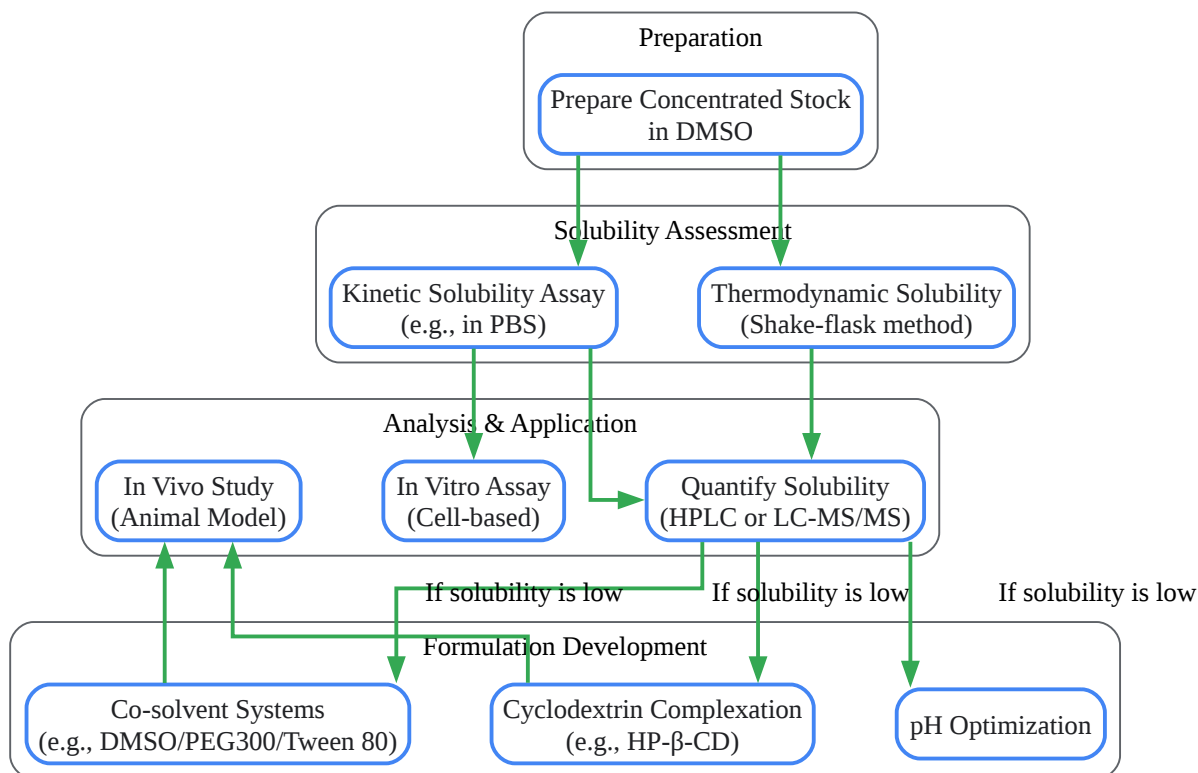 Preparation
Prepare Concentrated Stock
in DMSO
Solubility Assessment
Kinetic Solubility Assay
(e.g., in PBS)
Thermodynamic Solubility
(Shake-flask method)
Analysis & Application
In Vivo Study
(Animal Model)
In Vitro Assay
(Cell-based)
Quantify Solubility
(HPLC or LC-MS/MS)
If solubility is low
If solubility is low
If solubility is low
Formulation Development
Co-solvent Systems
(e.g., DMSO/PEG300/Tween 80)
Cyclodextrin Complexation
(e.g., HP-β-CD)
pH Optimization